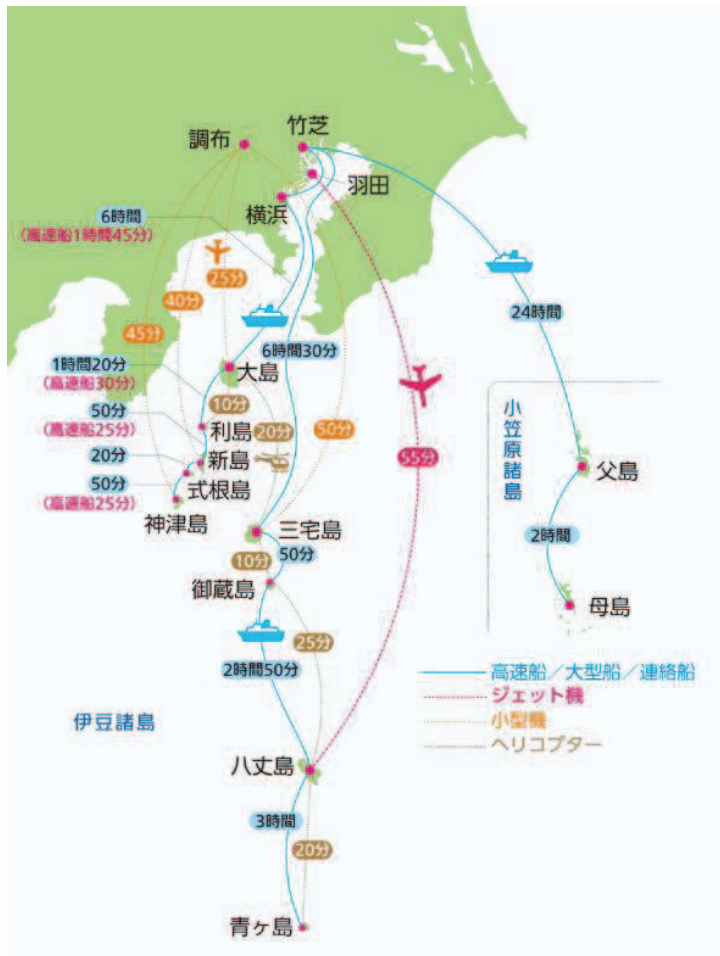 竹芝
調布
羽田
横浜
6時間
(高速船1時間45分)
25分
40分
24時間
45分
6時間30分
1時間20分
(高速船30分)
大島
10分
小笠原諸島
50分
(高速船25分)
利島
20分
50分
55分
新島
20分
父島
50分
(高速船25分)
式根島
神津島
三宅島
2時間
10分
50分
御蔵島
母島
25分
2時間50分
高速船／大型船／連絡船
ジェット機
伊豆諸島
小型機
ヘリコプター
八丈島
3時間
20分
青ヶ島